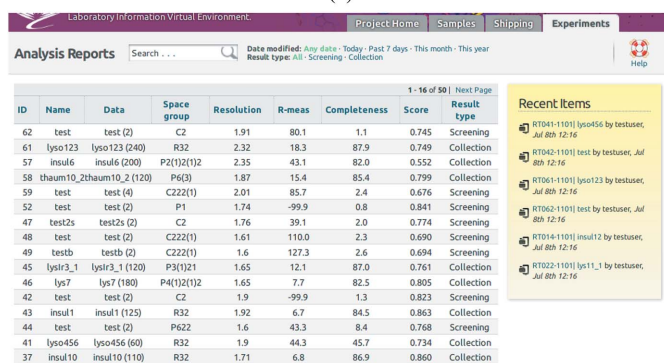 Laboratory Information Virtual Environment.
Project Home Samples Shipping Experiments
Analysis Reports Search . . . Date modified: Any date · Today · Past 7 days · This month · This year
Result type: All · Screening · Collection
Help
1 - 16 of 50 | Next Page
ID Name Data Space group Resolution R-meas Completeness Score Result type
62 test test (2) C2 1.91 80.1 1.1 0.745 Screening
61 lyso123 lyso123 (240) R32 2.32 18.3 87.9 0.749 Collection
57 insul6 insul6 (200) P2(1)2(1)2 2.35 43.1 82.0 0.552 Collection
58 thaum10_2 thaum10_2 (120) P6(3) 1.87 15.4 85.4 0.799 Collection
59 test test (4) C222(1) 2.01 85.7 2.4 0.676 Screening
52 test test (2) P1 1.74 -99.9 0.8 0.841 Screening
47 test2s test2s (2) C2 1.76 39.1 2.0 0.774 Screening
48 test test (2) C222(1) 1.61 110.0 2.3 0.690 Screening
49 testb testb (2) C222(1) 1.6 127.3 2.6 0.694 Screening
45 lysIr3_1 lysIr3_1 (120) P3(1)21 1.65 12.1 87.0 0.761 Collection
46 lys7 lys7 (180) P4(1)2(1)2 1.65 7.7 82.5 0.805 Collection
42 test test (2) C2 1.9 -99.9 1.3 0.823 Screening
43 insul1 insul1 (125) R32 1.92 6.7 84.5 0.863 Collection
44 test test (2) P622 1.6 43.3 8.4 0.768 Screening
41 lyso456 lyso456 (60) R32 1.9 44.3 45.7 0.734 Collection
37 insul10 insul10 (110) R32 1.71 6.8 86.9 0.860 Collection
Recent Items
RT041-1101| lyso456 by testuser,
Jul 8th 12:16
RT042-1101| test by testuser, Jul
8th 12:16
RT061-1101| lyso123 by testuser,
Jul 8th 12:16
RT062-1101| test by testuser, Jul
8th 12:16
RT014-1101| insul12 by testuser,
Jul 8th 12:16
RT022-1101| lys11_1 by testuser,
Jul 8th 12:16